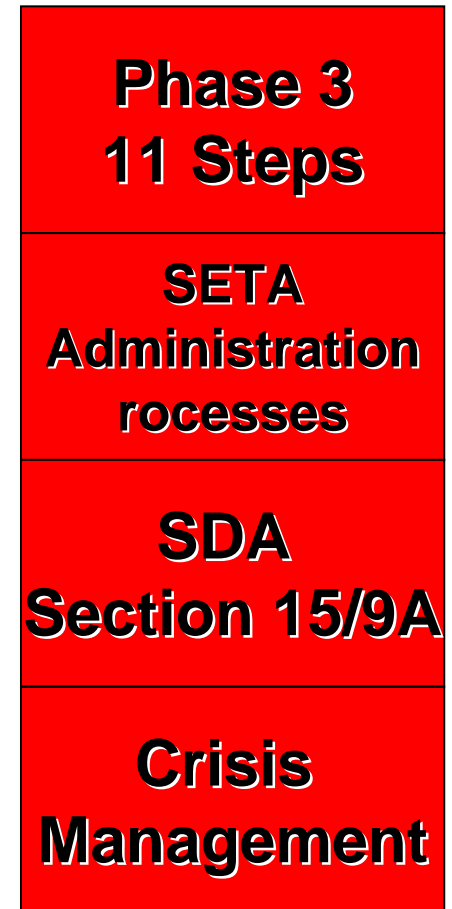 Phase 3
11 Steps
SETA
Administration
rocesses
SDA
Section 15/9A
Crisis
Management